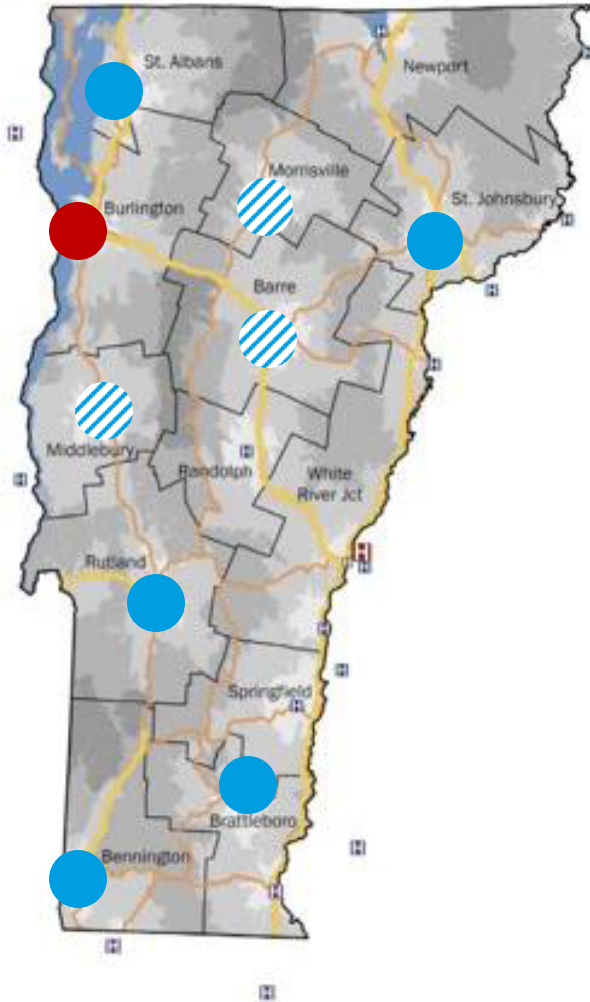 H
St. Albans
Newport
H
Morrisville
St. Johnsbury
Burlington
H
Barre
H
H
Middlebury
H
Randolph
White
River Jct
H
H
Rutland
H
H
H
Springfield
H
Brattleboro
H
Bennington
H
H
H